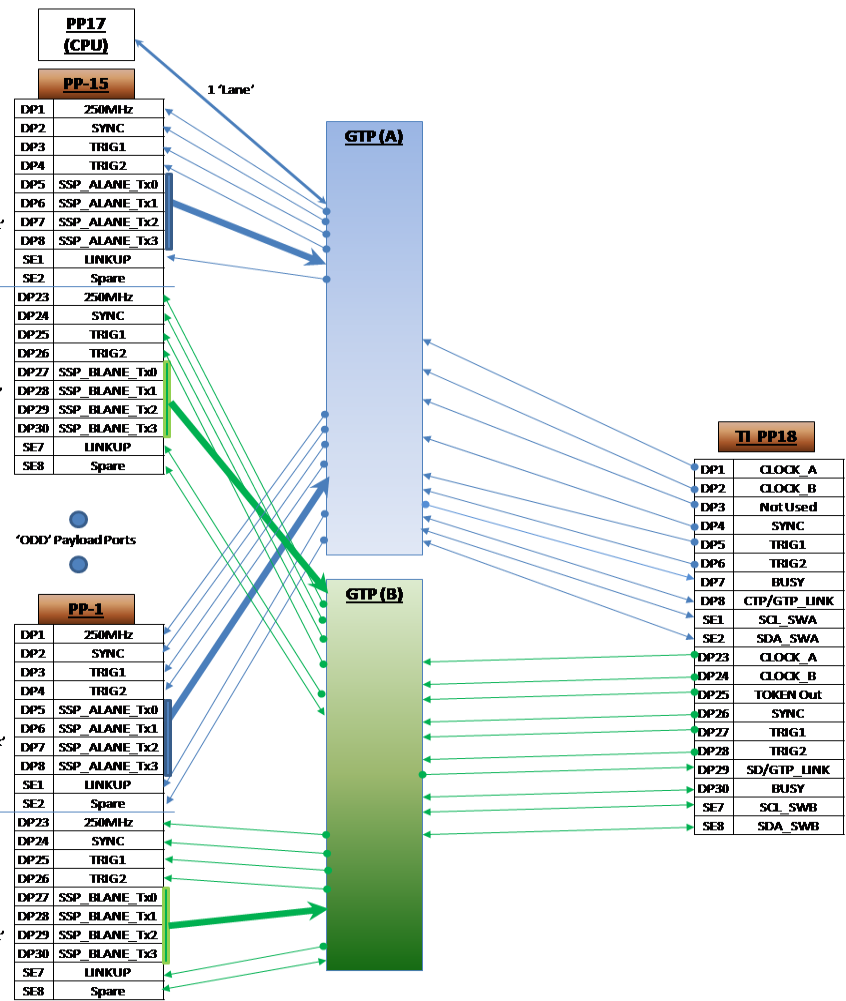 PP17
(CPU)
PP-15
DP1 250MHz
DP2 SYNC
DP3 TRIG1
DP4 TRIG2
DP5 SSP_ALANE_Tx0
DP6 SSP_ALANE_Tx1
DP7 SSP_ALANE_Tx2
DP8 SSP_ALANE_Tx3
SE1 LINKUP
SE2 Spare
DP23 250MHz
DP24 SYNC
DP25 TRIG1
DP26 TRIG2
DP27 SSP_BLANE_Tx0
DP28 SSP_BLANE_Tx1
DP29 SSP_BLANE_Tx2
DP30 SSP_BLANE_Tx3
SE7 LINKUP
SE8 Spare
'ODD' Payload Ports
PP-1
DP1 250MHz
DP2 SYNC
DP3 TRIG1
DP4 TRIG2
DP5 SSP_ALANE_Tx0
DP6 SSP_ALANE_Tx1
DP7 SSP_ALANE_Tx2
DP8 SSP_ALANE_Tx3
SE1 LINKUP
SE2 Spare
DP23 250MHz
DP24 SYNC
DP25 TRIG1
DP26 TRIG2
DP27 SSP_BLANE_Tx0
DP28 SSP_BLANE_Tx1
DP29 SSP_BLANE_Tx2
DP30 SSP_BLANE_Tx3
SE7 LINKUP
SE8 Spare
1 'Lane'
GTP (A)
GTP (B)
TI PP18
DP1 CLOCK_A
DP2 CLOCK_B
DP3 Not Used
DP4 SYNC
DP5 TRIG1
DP6 TRIG2
DP7 BUSY
DP8 CTP/GTP_LINK
SE1 SCL_SWA
SE2 SDA_SWA
DP23 CLOCK_A
DP24 CLOCK_B
DP25 TOKEN Out
DP26 SYNC
DP27 TRIG1
DP28 TRIG2
DP29 SD/GTP_LINK
DP30 BUSY
SE7 SCL_SWB
SE8 SDA_SWB